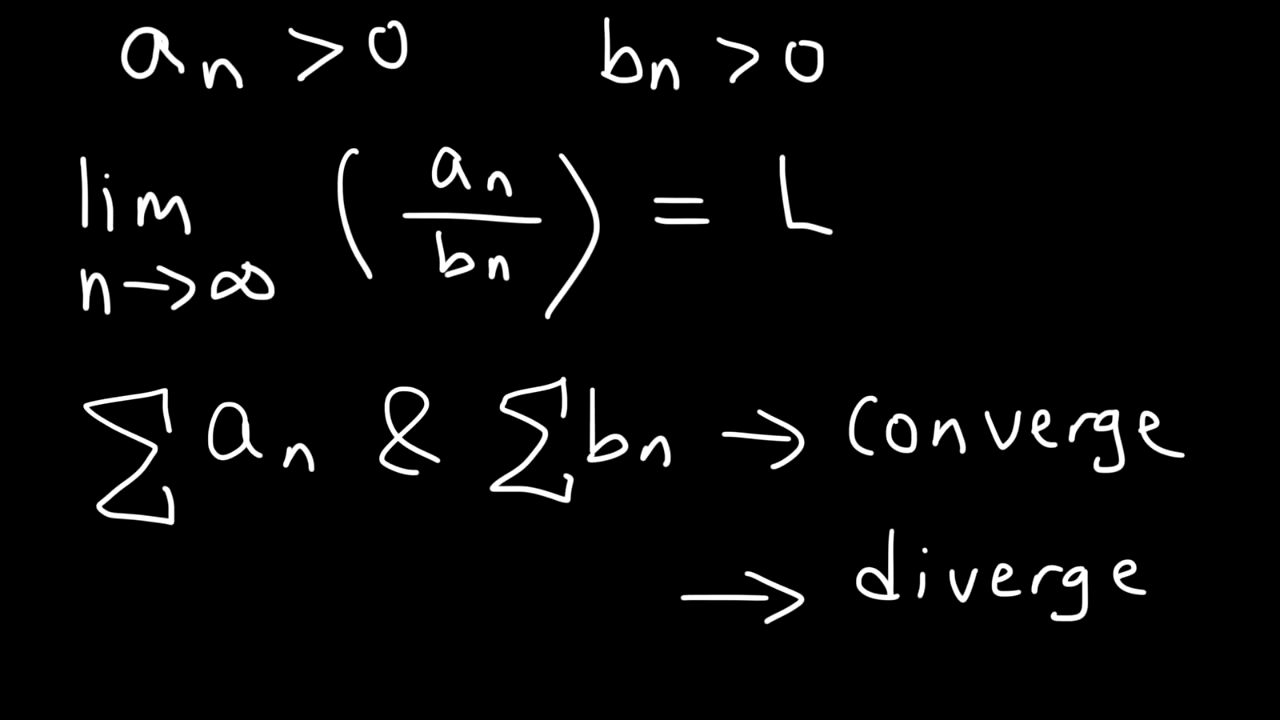 aₙ > 0 bₙ > 0
lim n→∞ (aₙ / bₙ) = L
∑ aₙ & ∑ bₙ → converge
→ diverge